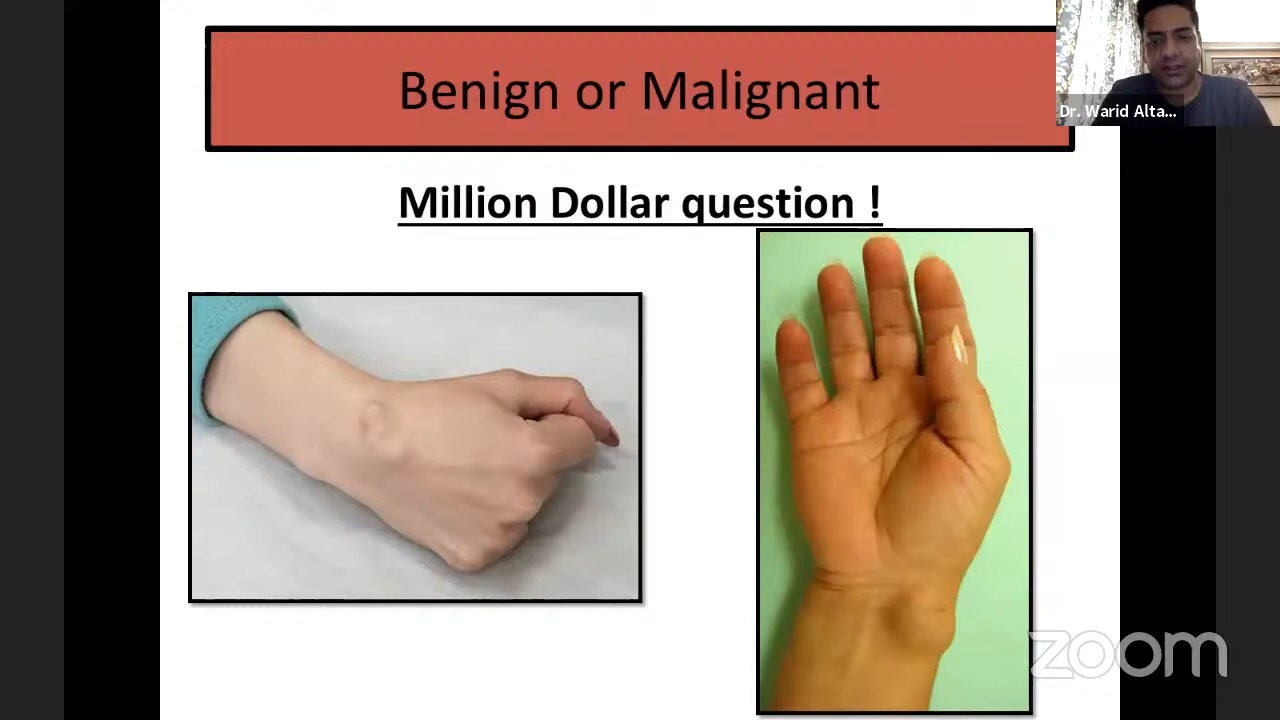 Benign or Malignant
Dr. Warid Alta...
Million Dollar question !
zoom